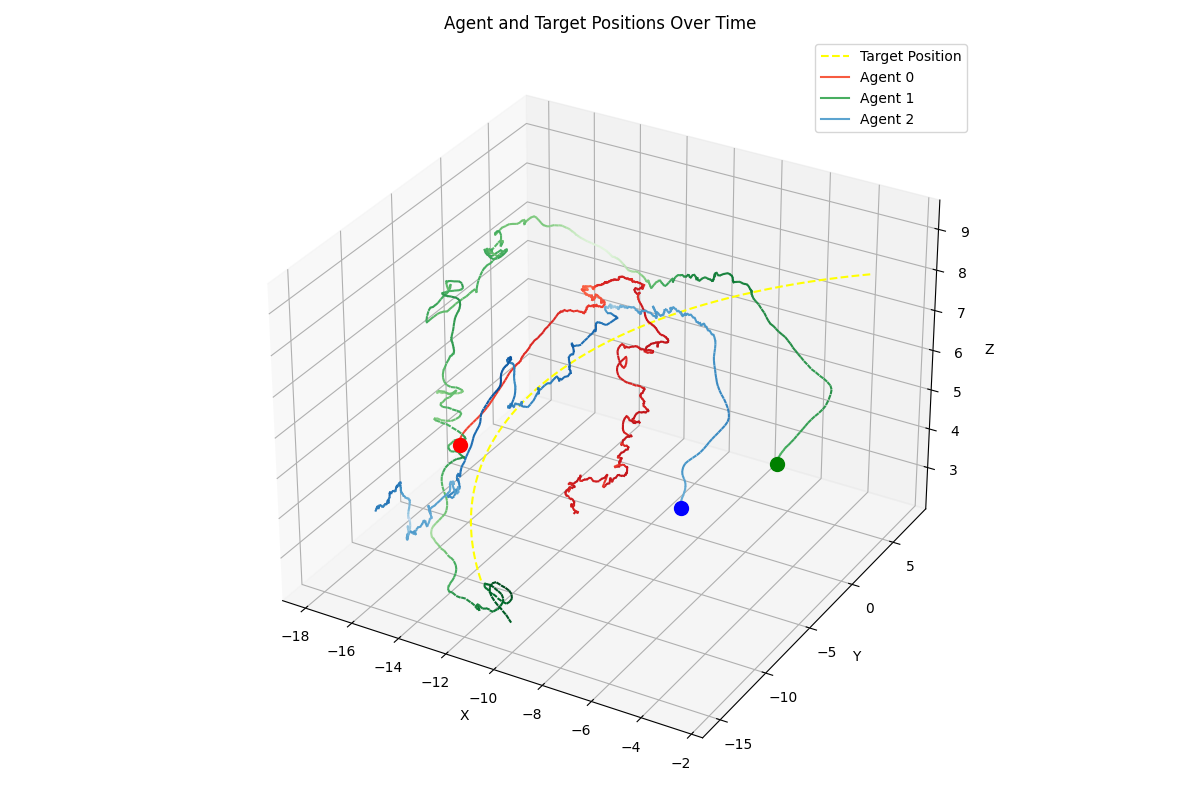 Agent and Target Positions Over Time
Target Position
Agent 0
Agent 1
Agent 2
9
8
7
6
5
4
3
Z
5
0
−5
−10
−15
Y
−18
−16
−14
−12
−10
−8
−6
−4
−2
X